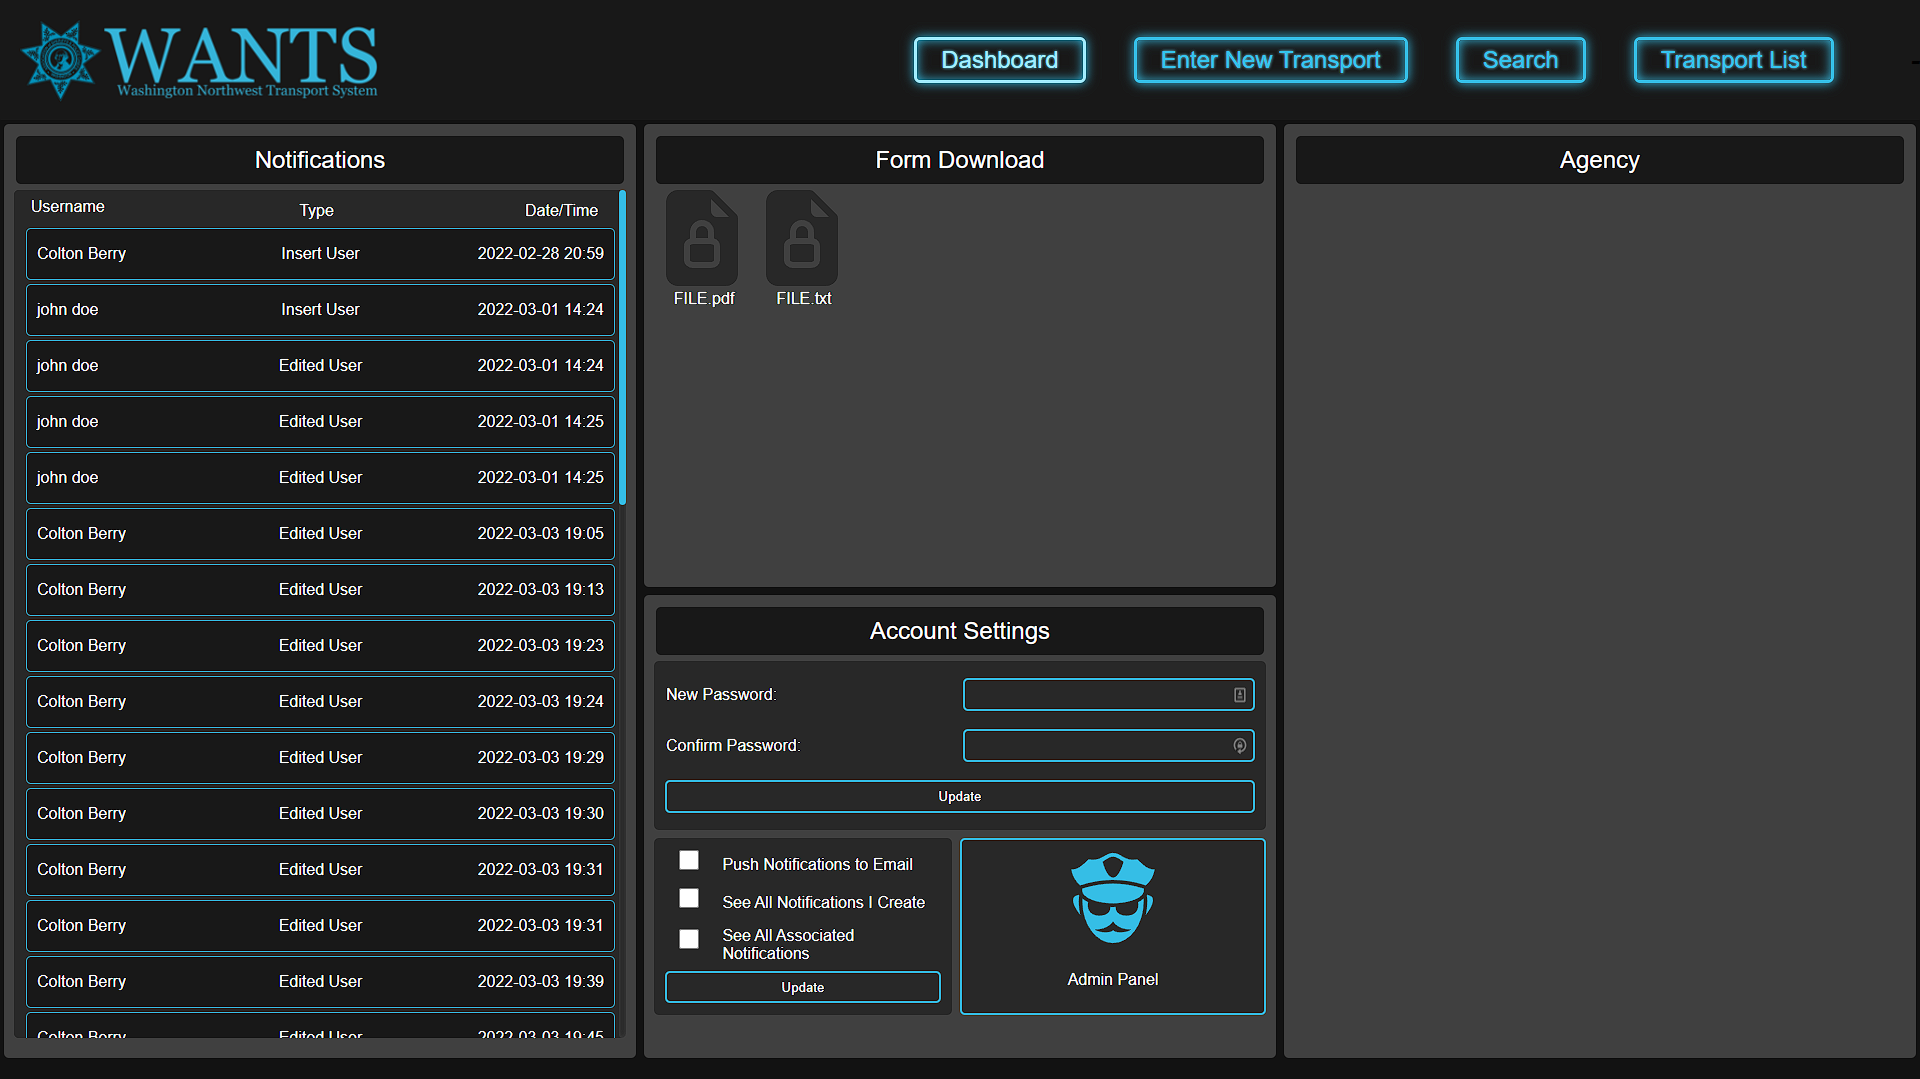 WANTS
Washington Northwest Transport System
Dashboard
Enter New Transport
Search
Transport List
Notifications
Username Type Date/Time
Colton Berry Insert User 2022-02-28 20:59
john doe Insert User 2022-03-01 14:24
john doe Edited User 2022-03-01 14:24
john doe Edited User 2022-03-01 14:25
john doe Edited User 2022-03-01 14:25
Colton Berry Edited User 2022-03-03 19:05
Colton Berry Edited User 2022-03-03 19:13
Colton Berry Edited User 2022-03-03 19:23
Colton Berry Edited User 2022-03-03 19:24
Colton Berry Edited User 2022-03-03 19:29
Colton Berry Edited User 2022-03-03 19:30
Colton Berry Edited User 2022-03-03 19:31
Colton Berry Edited User 2022-03-03 19:31
Colton Berry Edited User 2022-03-03 19:39
Colton Berry Edited User 2022-03-03 19:45
Form Download
FILE.pdf
FILE.txt
Account Settings
New Password:
Confirm Password:
Update
Push Notifications to Email
See All Notifications I Create
See All Associated
Notifications
Update
Admin Panel
Agency